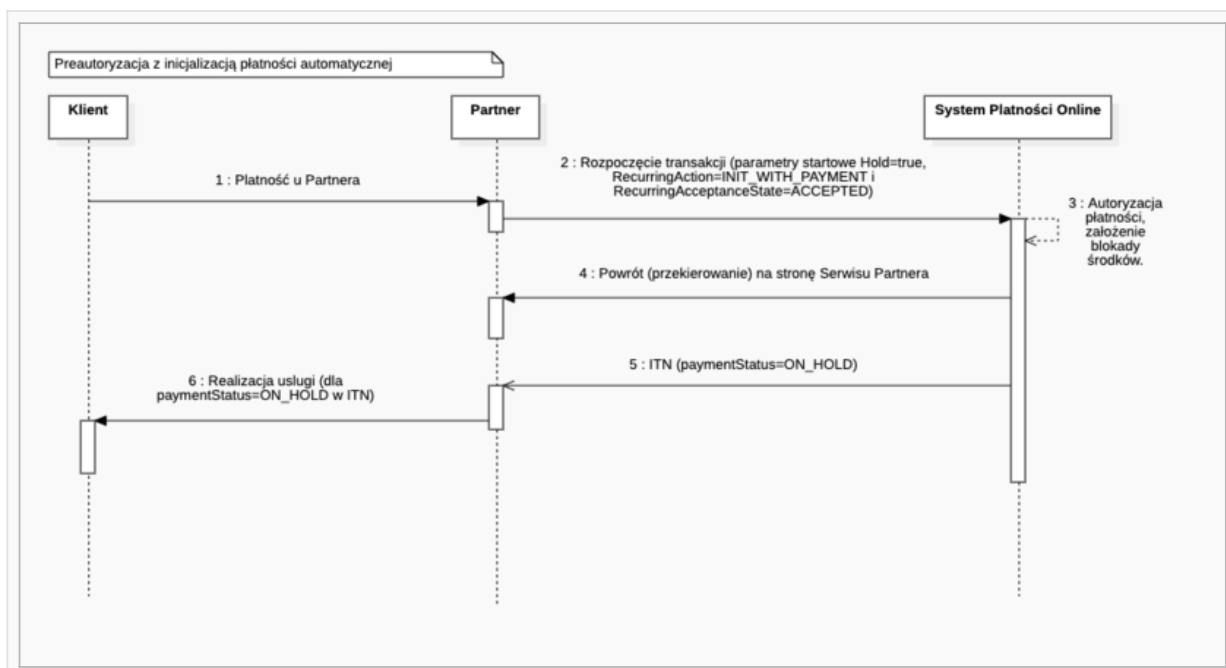 Preautoryzacja z inicjalizacją płatności automatycznej
Klient
Partner
System Płatności Online
1 : Płatność u Partnera
2 : Rozpoczęcie transakcji (parametry startowe Hold=true,
RecurringAction=INIT_WITH_PAYMENT i
RecurringAcceptanceState=ACCEPTED)
3 : Autoryzacja
płatności,
założenie
blokady
środków.
4 : Powrót (przekierowanie) na stronę Serwisu Partnera
5 : ITN (paymentStatus=ON_HOLD)
6 : Realizacja usługi (dla
paymentStatus=ON_HOLD w ITN)